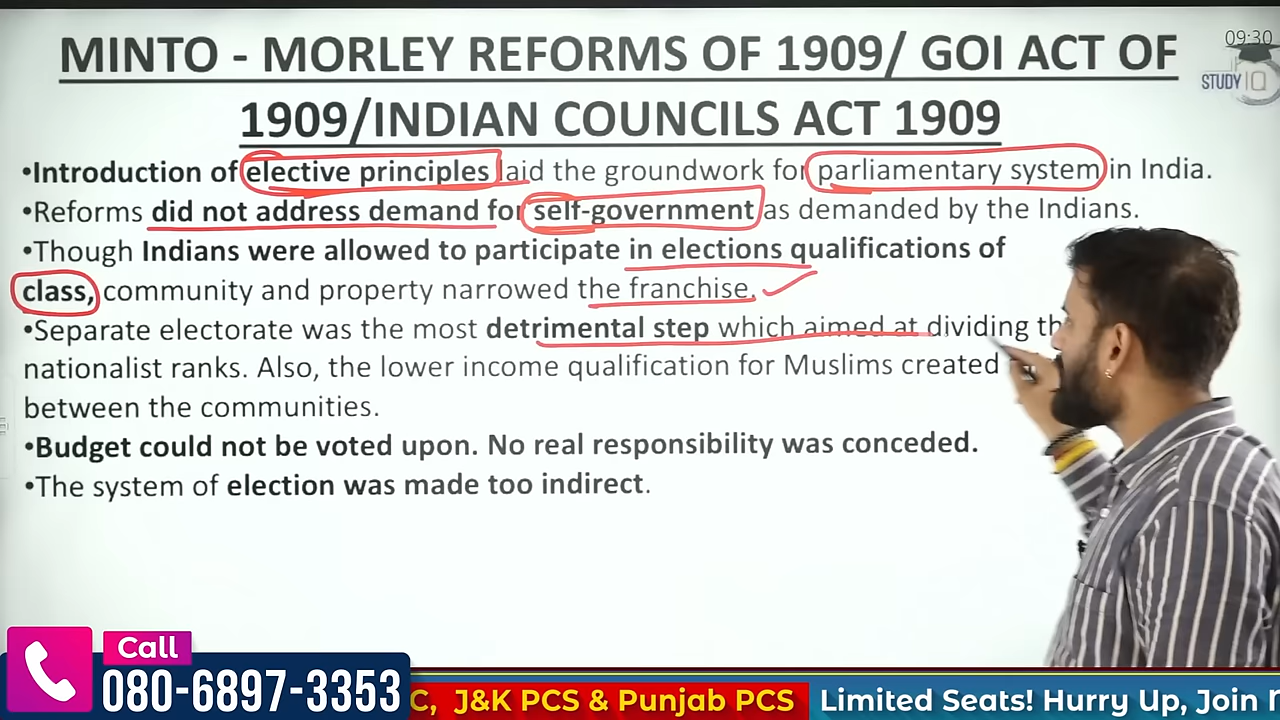 MINTO - MORLEY REFORMS OF 1909/ GOI ACT OF
1909/INDIAN COUNCILS ACT 1909
09:30
STUDY IQ
•Introduction of elective principles laid the groundwork for parliamentary system in India.
•Reforms did not address demand for self-government as demanded by the Indians.
•Though Indians were allowed to participate in elections qualifications of
class, community and property narrowed the franchise.
•Separate electorate was the most detrimental step which aimed at dividing
nationalist ranks. Also, the lower income qualification for Muslims created
between the communities.
•Budget could not be voted upon. No real responsibility was conceded.
•The system of election was made too indirect.
Call
080-6897-3353
C, J&K PCS & Punjab PCS
Limited Seats! Hurry Up, Join